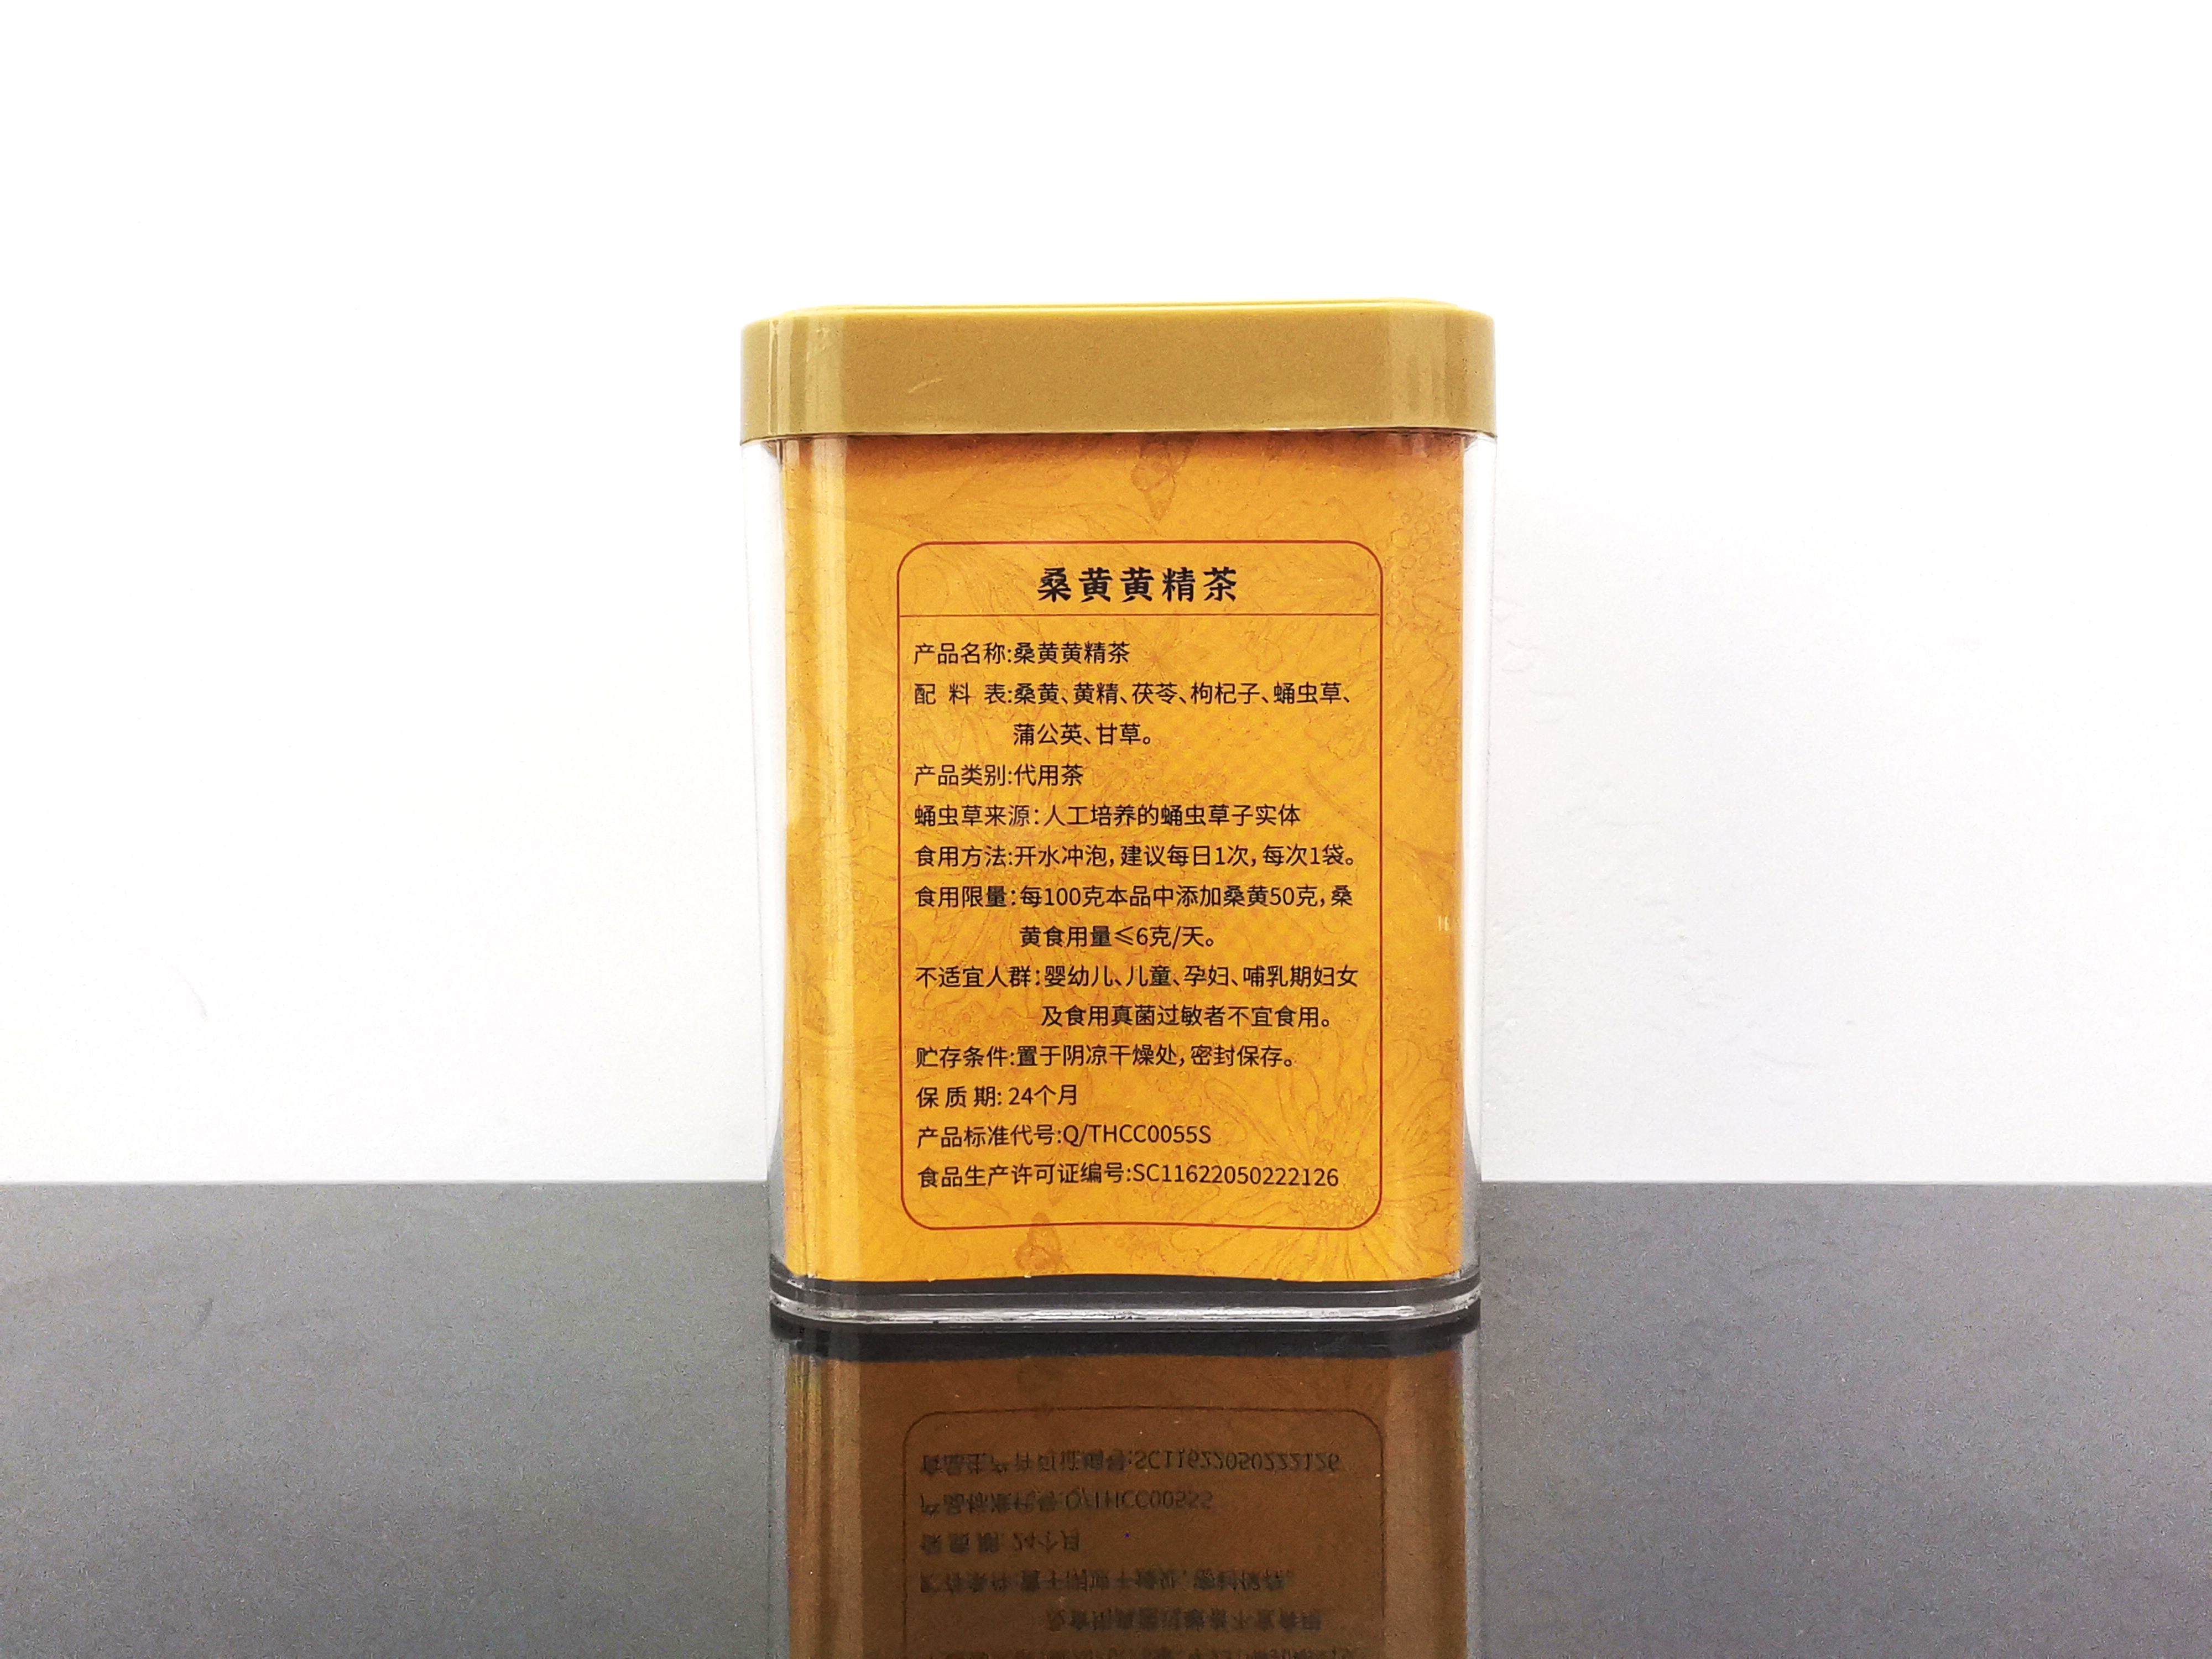 桑黄黄精茶
产品名称:桑黄黄精茶
配 料 表:桑黄、黄精、茯苓、枸杞子、蛹虫草、
蒲公英、甘草。
产品类别:代用茶
蛹虫草来源：人工培养的蛹虫草子实体
食用方法:开水冲泡，建议每日1次，每次1袋。
食用限量：每100克本品中添加桑黄50克，桑
黄食用量≤6克/天。
不适宜人群：婴幼儿、儿童、孕妇、哺乳期妇女
及食用真菌过敏者不宜食用。
贮存条件:置于阴凉干燥处，密封保存。
保 质 期: 24个月
产品标准代号:Q/THCC0055S
食品生产许可证编号:SC11622050222126